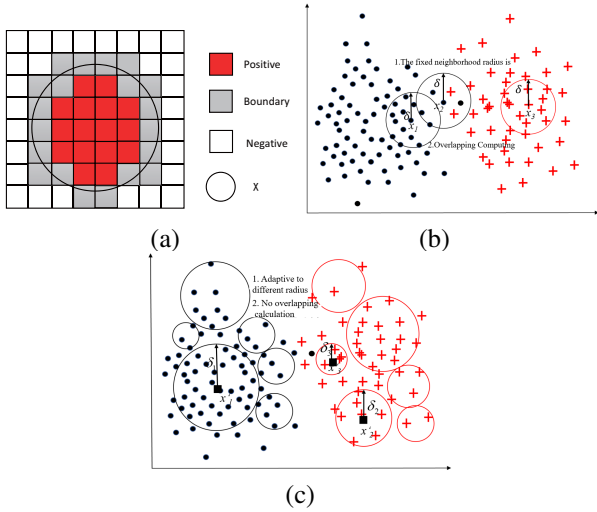 Positive
Boundary
Negative
X
(a)
1.The fixed neighborhood radius is
δ
x₂
δ
x₁
δ
x₃
2.Overlapping Computing
(b)
1. Adaptive to
different radius
2. No overlapping
calculation
δ
x'
δ₃
x'₃
δ₂
x'₂
(c)